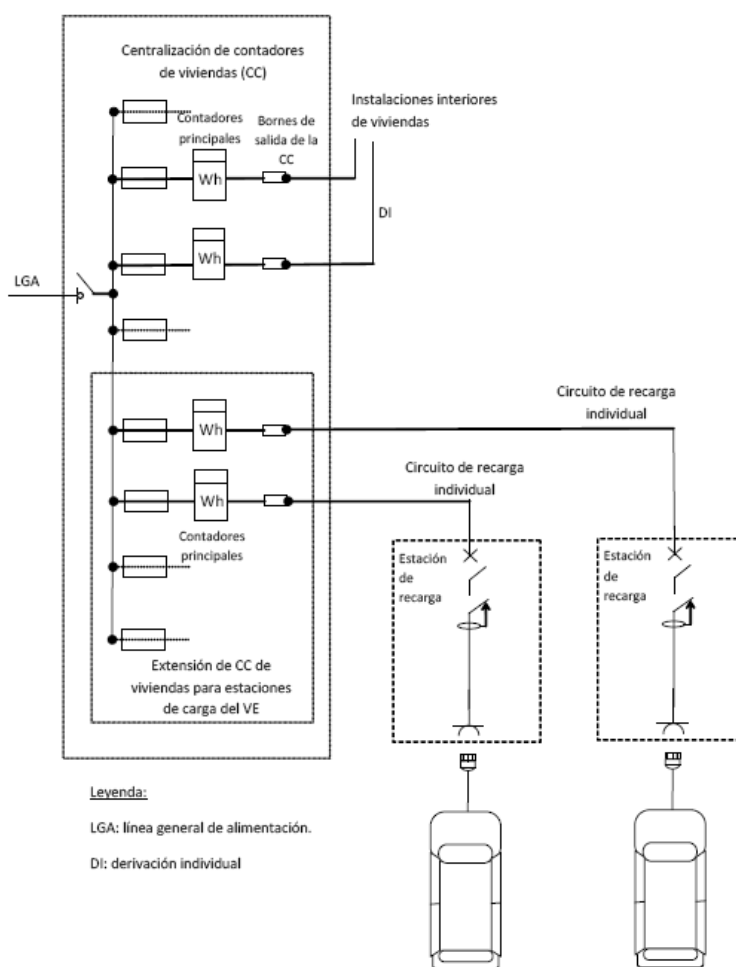 Centralización de contadores
de viviendas (CC)
Contadores
principales
Bornes de
salida de la
CC
Instalaciones interiores
de viviendas
Wh
DI
Wh
LGA
Circuito de recarga
individual
Wh
Circuito de recarga
individual
Wh
Contadores
principales
Estación
de
recarga
Estación
de
recarga
Extensión de CC de
viviendas para estaciones
de carga del VE
Leyenda:
LGA: línea general de alimentación.
DI: derivación individual